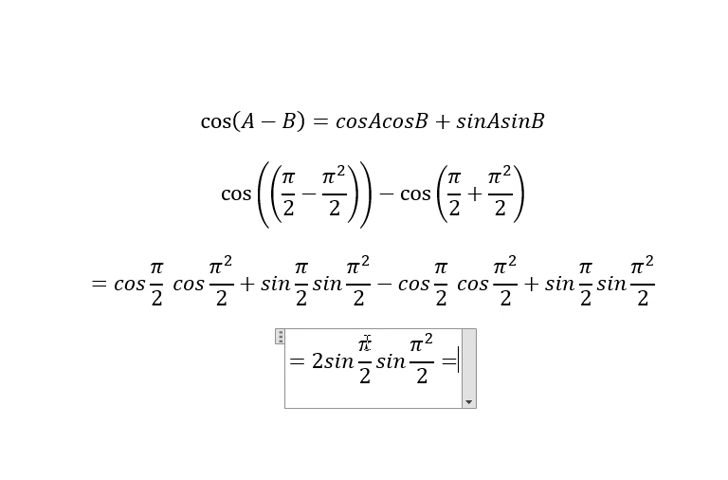 cos(A − B) = cosAcosB + sinAsinB
cos((π/2 − π²/2)) − cos(π/2 + π²/2)
= cos π/2 cos π²/2 + sin π/2 sin π²/2 − cos π/2 cos π²/2 + sin π/2 sin π²/2
= 2sin π/2 sin π²/2 =